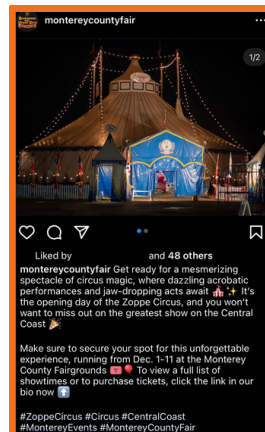 montereycountyfair
1/2
Liked by and 48 others
montereycountyfair Get ready for a mesmerizing
spectacle of circus magic, where dazzling acrobatic
performances and jaw-dropping acts await 🎪✨ It's
the opening day of the Zoppe Circus, and you won't
want to miss out on the greatest show on the Central
Coast 🎉
Make sure to secure your spot for this unforgettable
experience, running from Dec. 1-11 at the Monterey
County Fairgrounds 🎟️🎈 To view a full list of
showtimes or to purchase tickets, click the link in our
bio now ⬆️
#ZoppeCircus #Circus #CentralCoast
#MontereyEvents #MontereyCountyFair